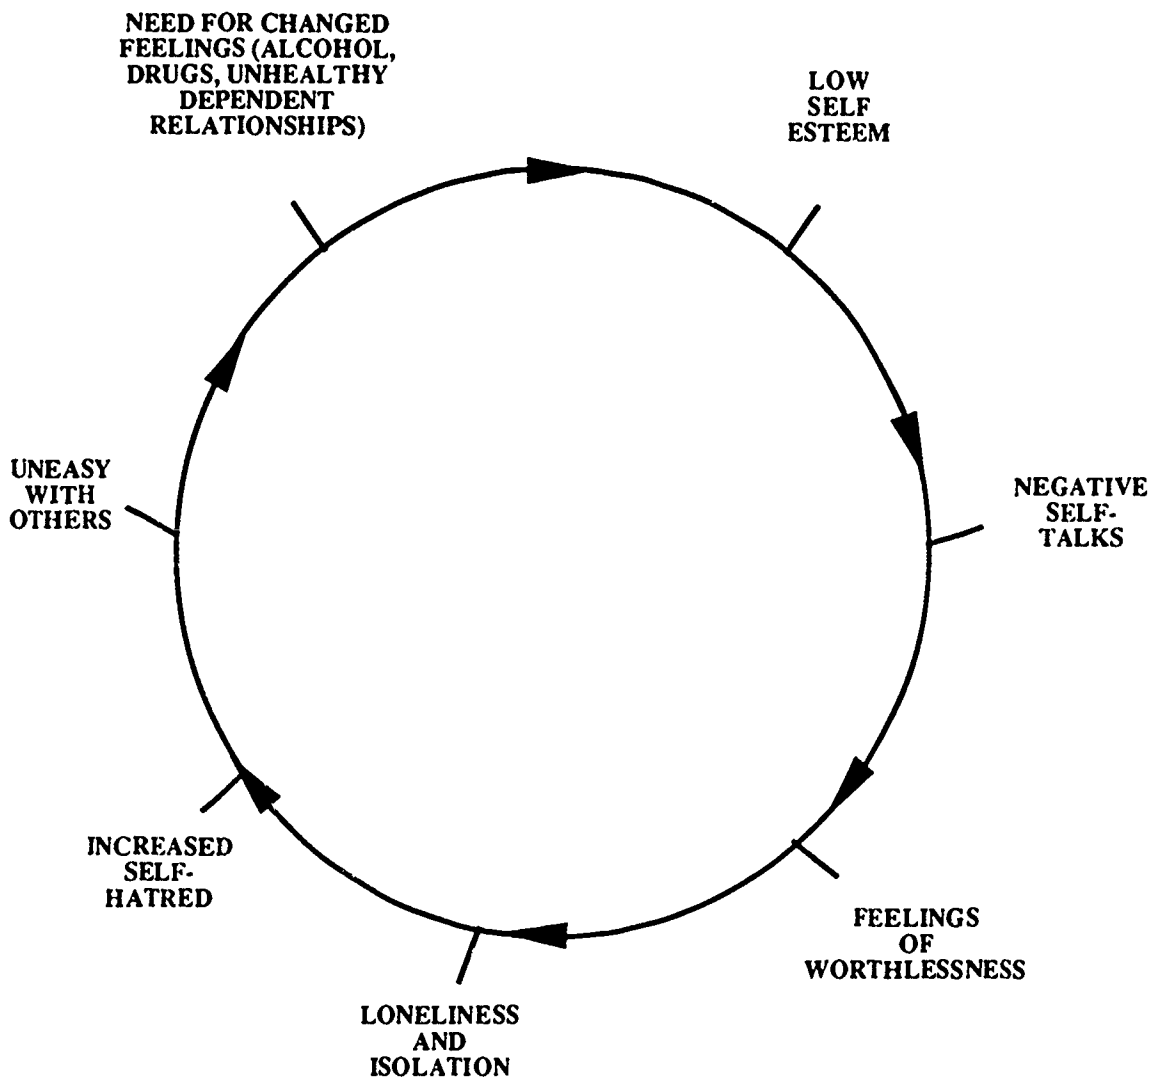 NEED FOR CHANGED
FEELINGS (ALCOHOL,
DRUGS, UNHEALTHY
DEPENDENT
RELATIONSHIPS)
LOW
SELF
ESTEEM
NEGATIVE
SELF-
TALKS
FEELINGS
OF
WORTHLESSNESS
LONELINESS
AND
ISOLATION
INCREASED
SELF-
HATRED
UNEASY
WITH
OTHERS